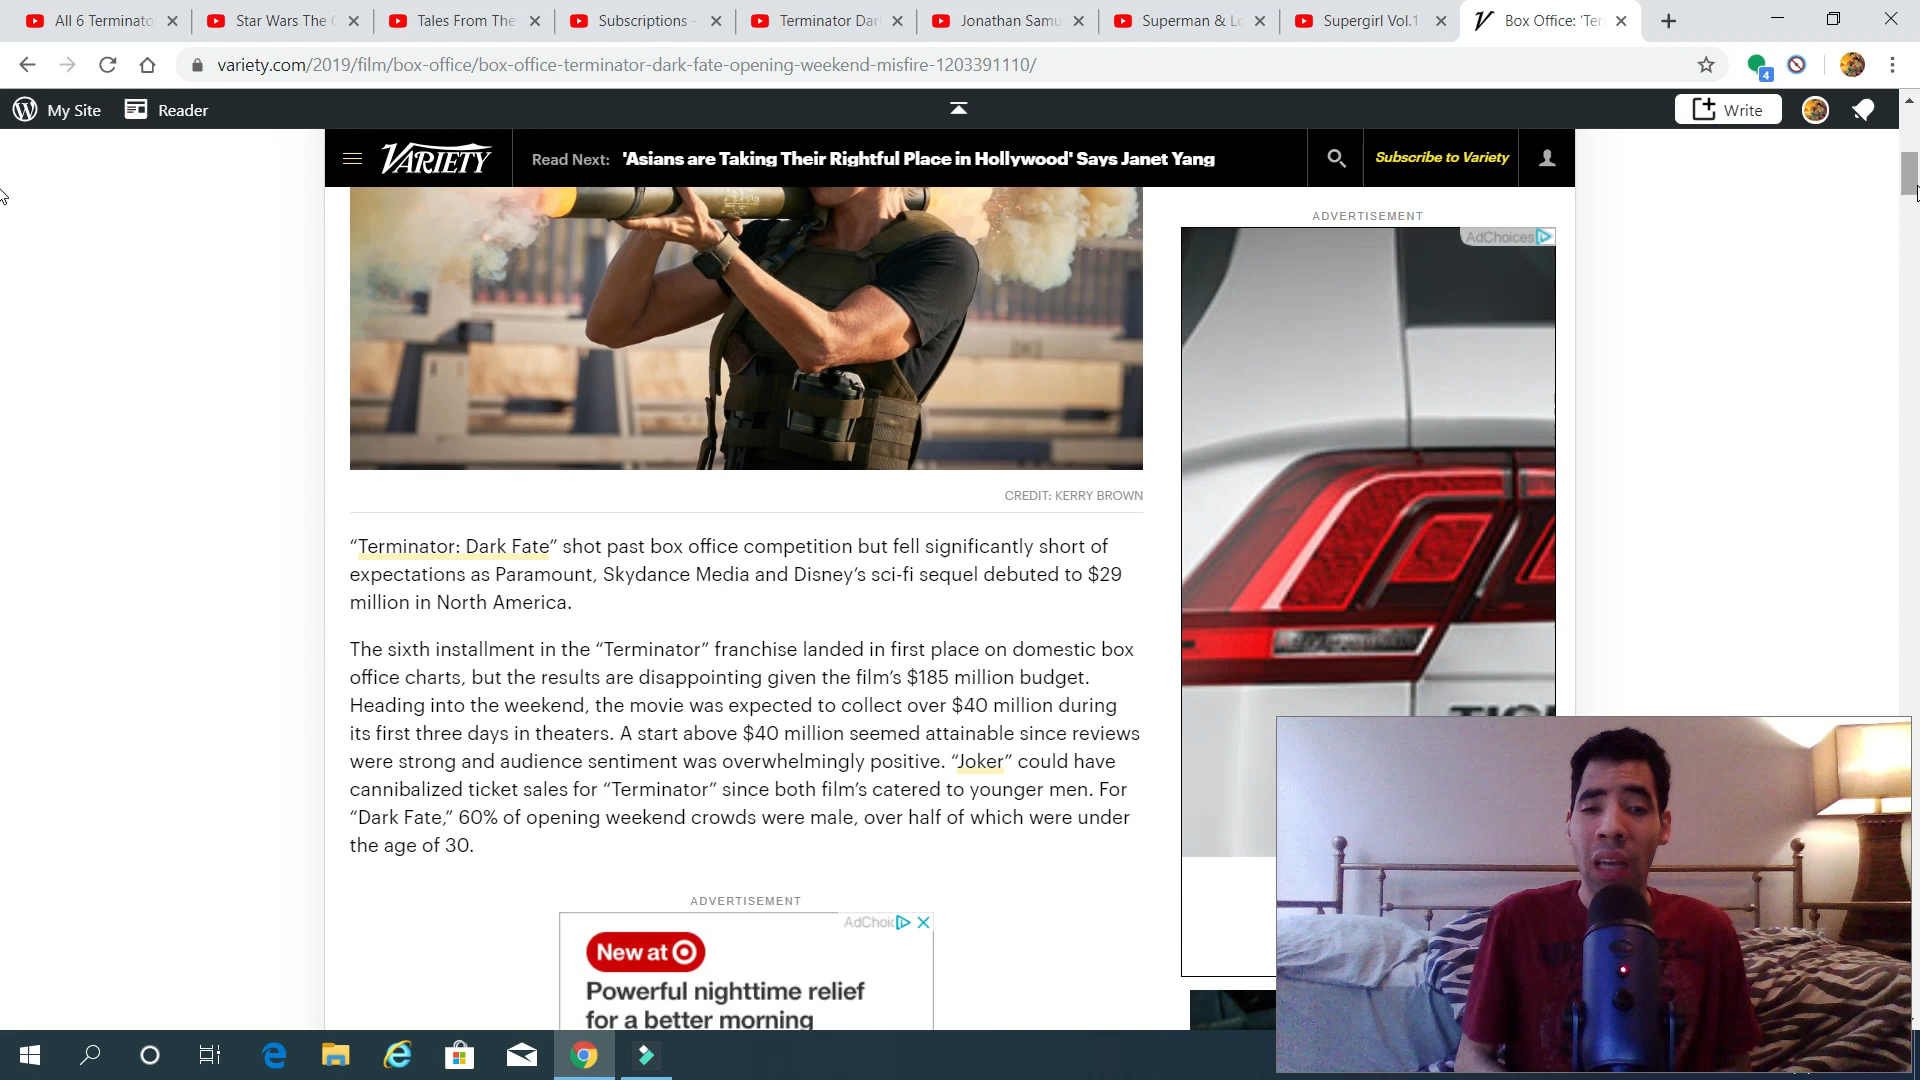 All 6 Terminato
Star Wars The C
Tales From The
Subscriptions -
Terminator Dar
Jonathan Samu
Superman & Lo
Supergirl Vol.1
Box Office: 'Ter
variety.com/2019/film/box-office/box-office-terminator-dark-fate-opening-weekend-misfire-1203391110/
4
My Site
Reader
Write
VARIETY
Read Next: 'Asians are Taking Their Rightful Place in Hollywood' Says Janet Yang
Subscribe to Variety
ADVERTISEMENT
AdChoices
CREDIT: KERRY BROWN
“Terminator: Dark Fate” shot past box office competition but fell significantly short of
expectations as Paramount, Skydance Media and Disney’s sci-fi sequel debuted to $29
million in North America.
The sixth installment in the “Terminator” franchise landed in first place on domestic box
office charts, but the results are disappointing given the film’s $185 million budget.
Heading into the weekend, the movie was expected to collect over $40 million during
its first three days in theaters. A start above $40 million seemed attainable since reviews
were strong and audience sentiment was overwhelmingly positive. “Joker” could have
cannibalized ticket sales for “Terminator” since both film’s catered to younger men. For
“Dark Fate,” 60% of opening weekend crowds were male, over half of which were under
the age of 30.
ADVERTISEMENT
AdChoic
New at
Powerful nighttime relief
for a better morning